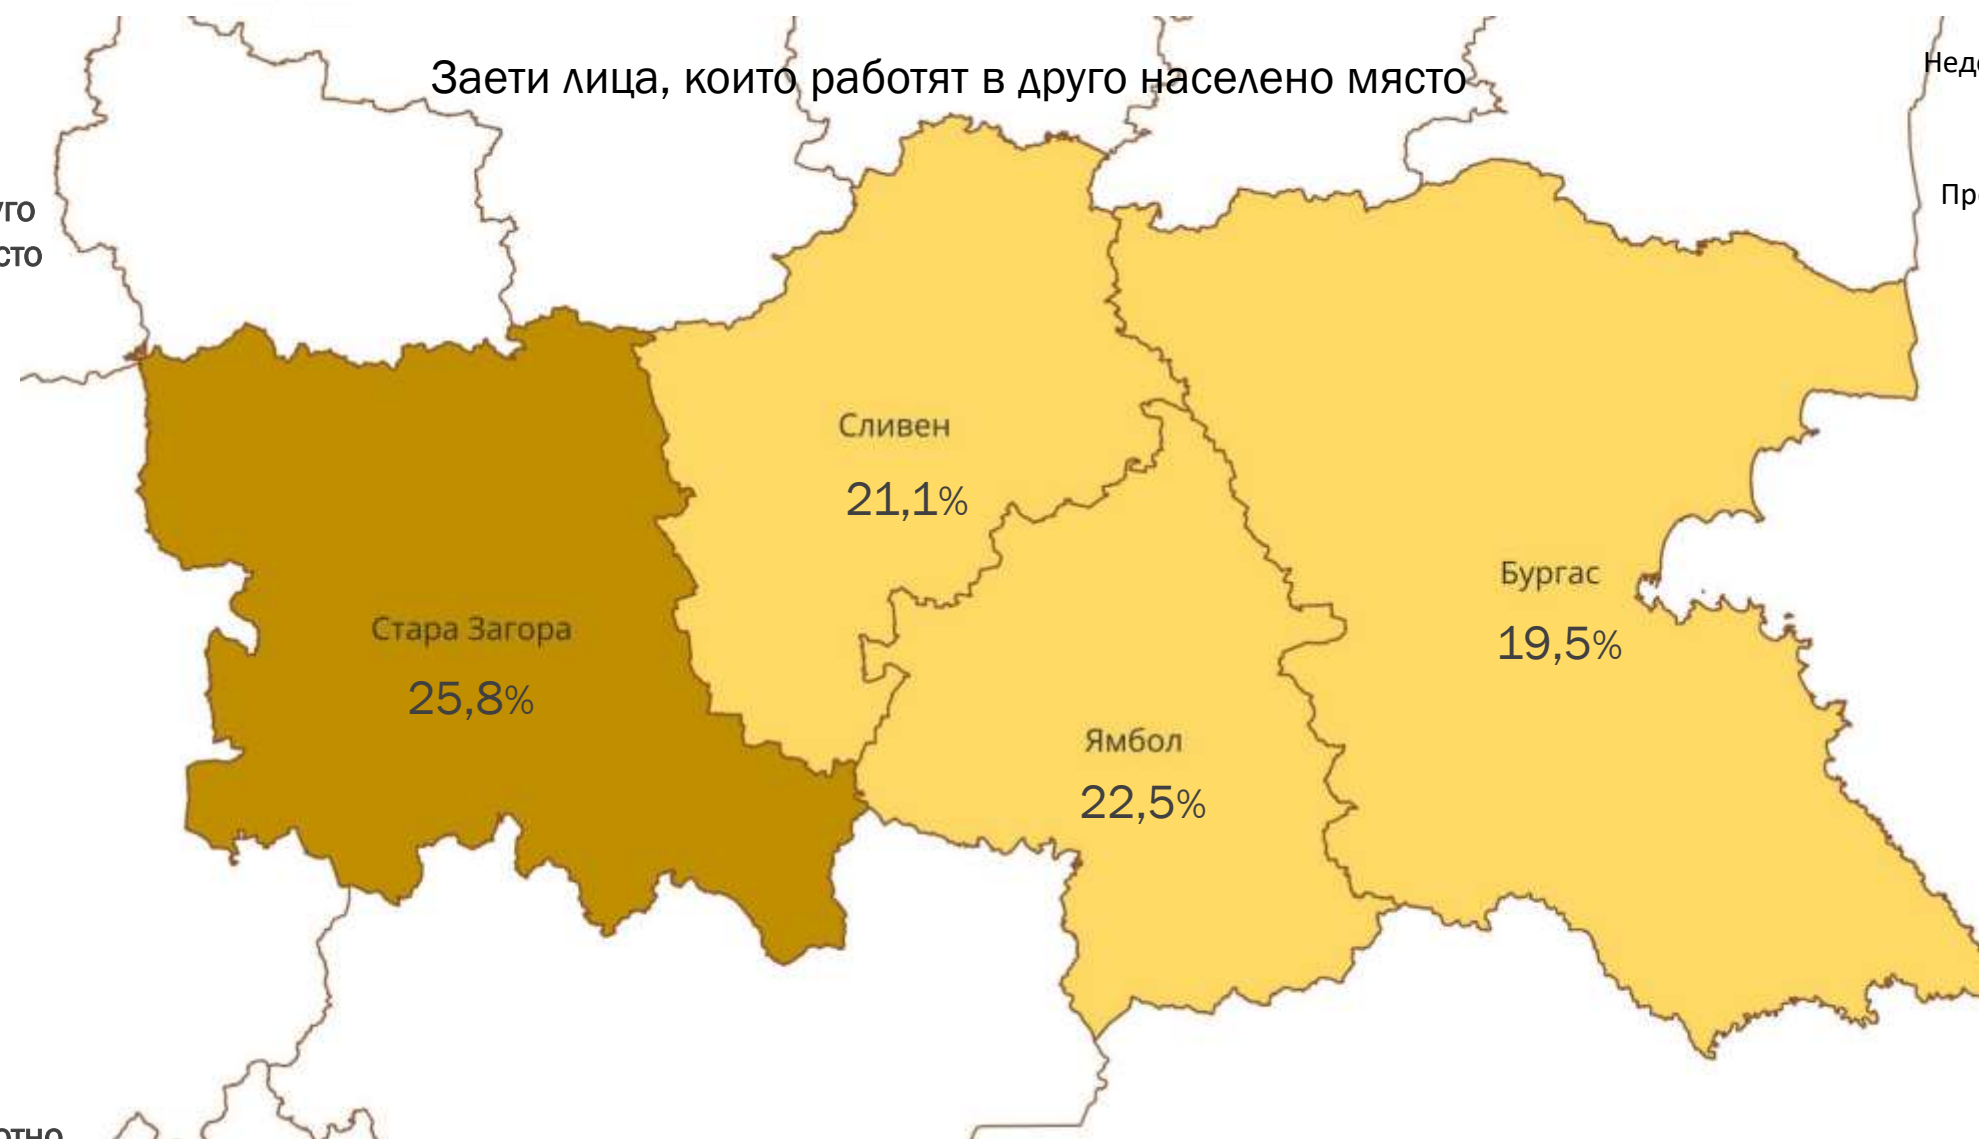 Заети лица, които работят в друго населено място
Сливен
21,1%
Бургас
19,5%
Стара Загора
25,8%
Ямбол
22,5%